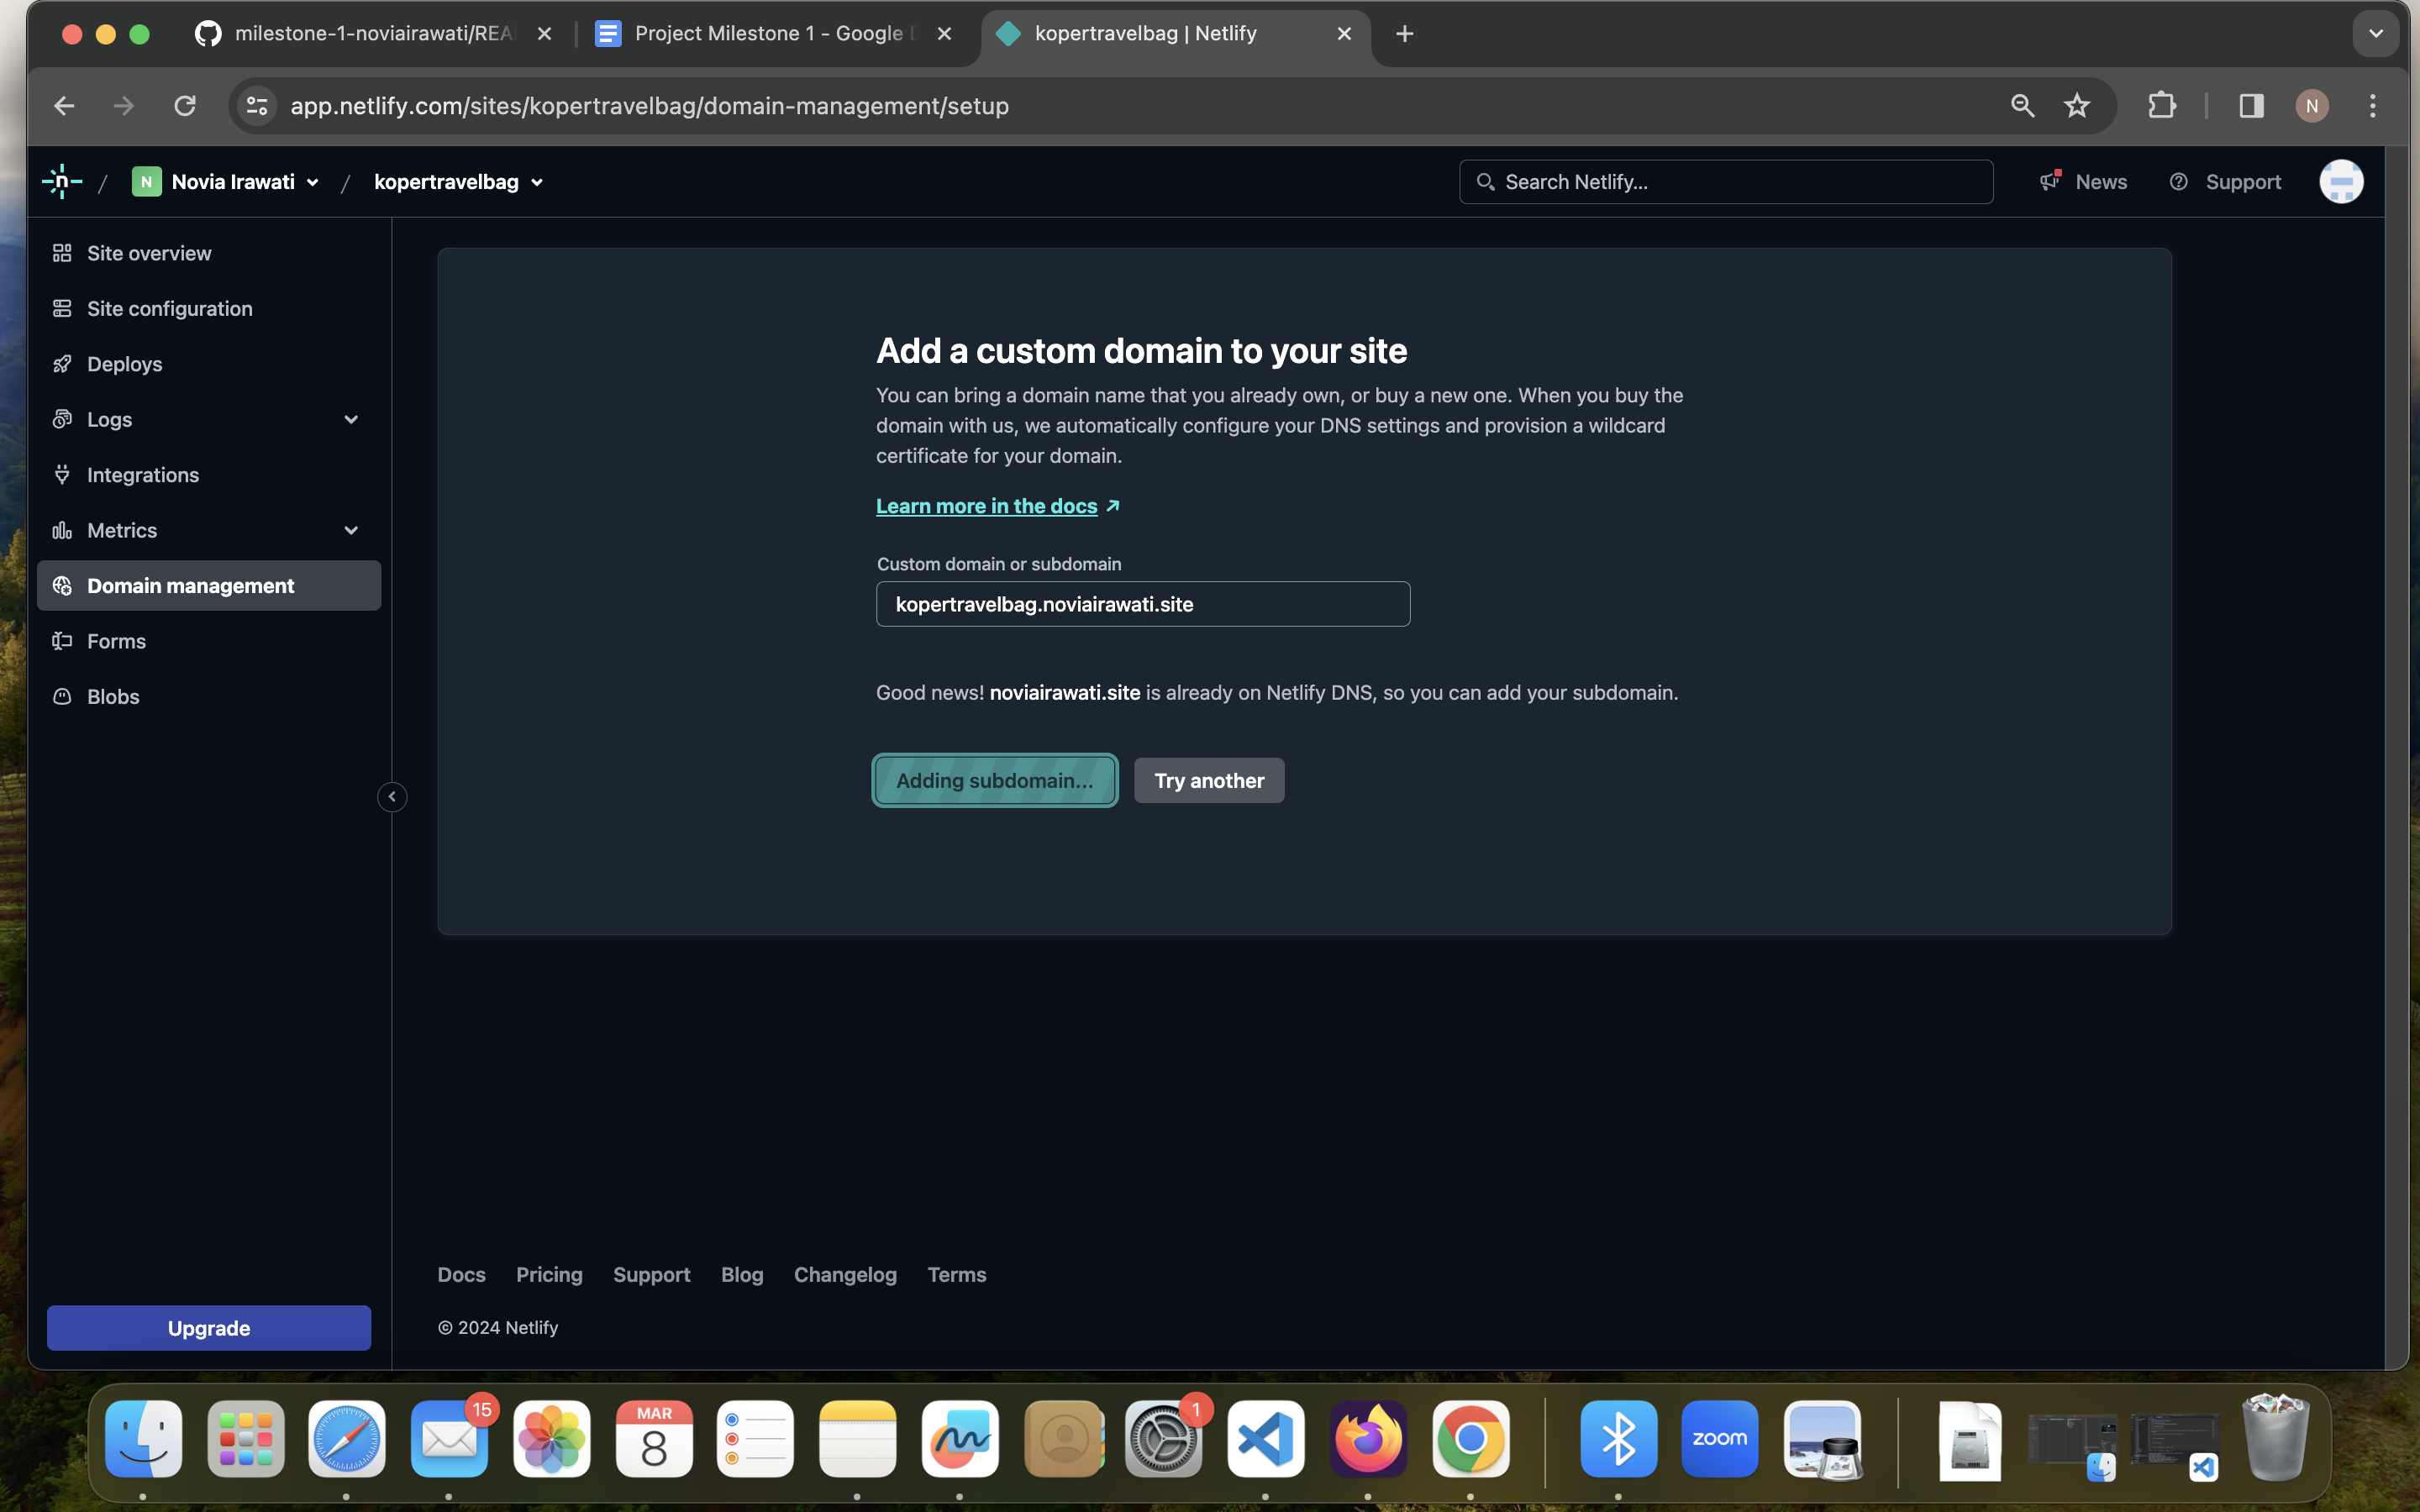 milestone-1-noviairawati/REA
Project Milestone 1 - Google
kopertravelbag | Netlify
app.netlify.com/sites/kopertravelbag/domain-management/setup
N
n
N
Novia Irawati
kopertravelbag
Search Netlify...
News
Support
Site overview
Site configuration
Deploys
Logs
Integrations
Metrics
Domain management
Forms
Blobs
Upgrade
Add a custom domain to your site
You can bring a domain name that you already own, or buy a new one. When you buy the
domain with us, we automatically configure your DNS settings and provision a wildcard
certificate for your domain.
Learn more in the docs
Custom domain or subdomain
kopertravelbag.noviairawati.site
Good news! noviairawati.site is already on Netlify DNS, so you can add your subdomain.
Adding subdomain...
Try another
Docs
Pricing
Support
Blog
Changelog
Terms
© 2024 Netlify
15
MAR
8
1
zoom